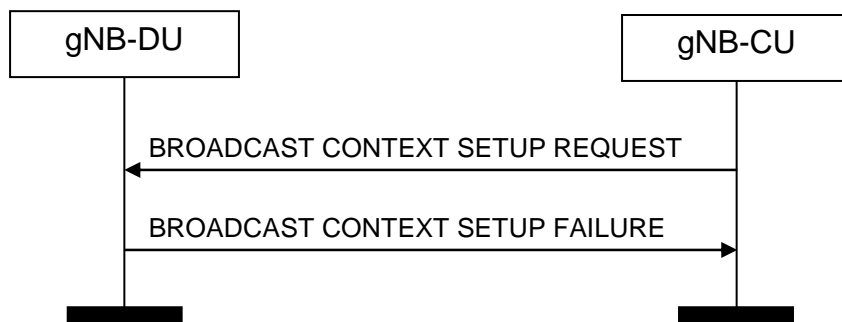 gNB-DU
gNB-CU
BROADCAST CONTEXT SETUP REQUEST
BROADCAST CONTEXT SETUP FAILURE